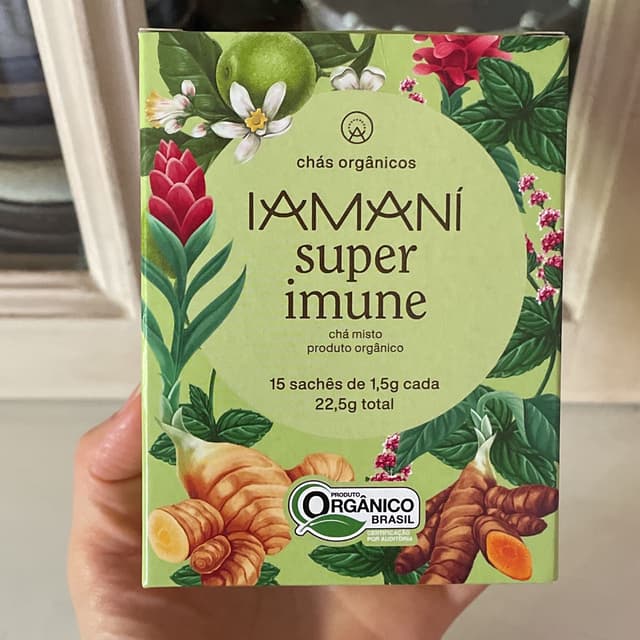 chás orgânicos
IAMANÍ
super
imune
chá misto
produto orgânico
15 sachês de 1,5g cada
22,5g total
PRODUTO
ORGÂNICO
BRASIL
CERTIFICAÇÃO
POR AUDITORIA